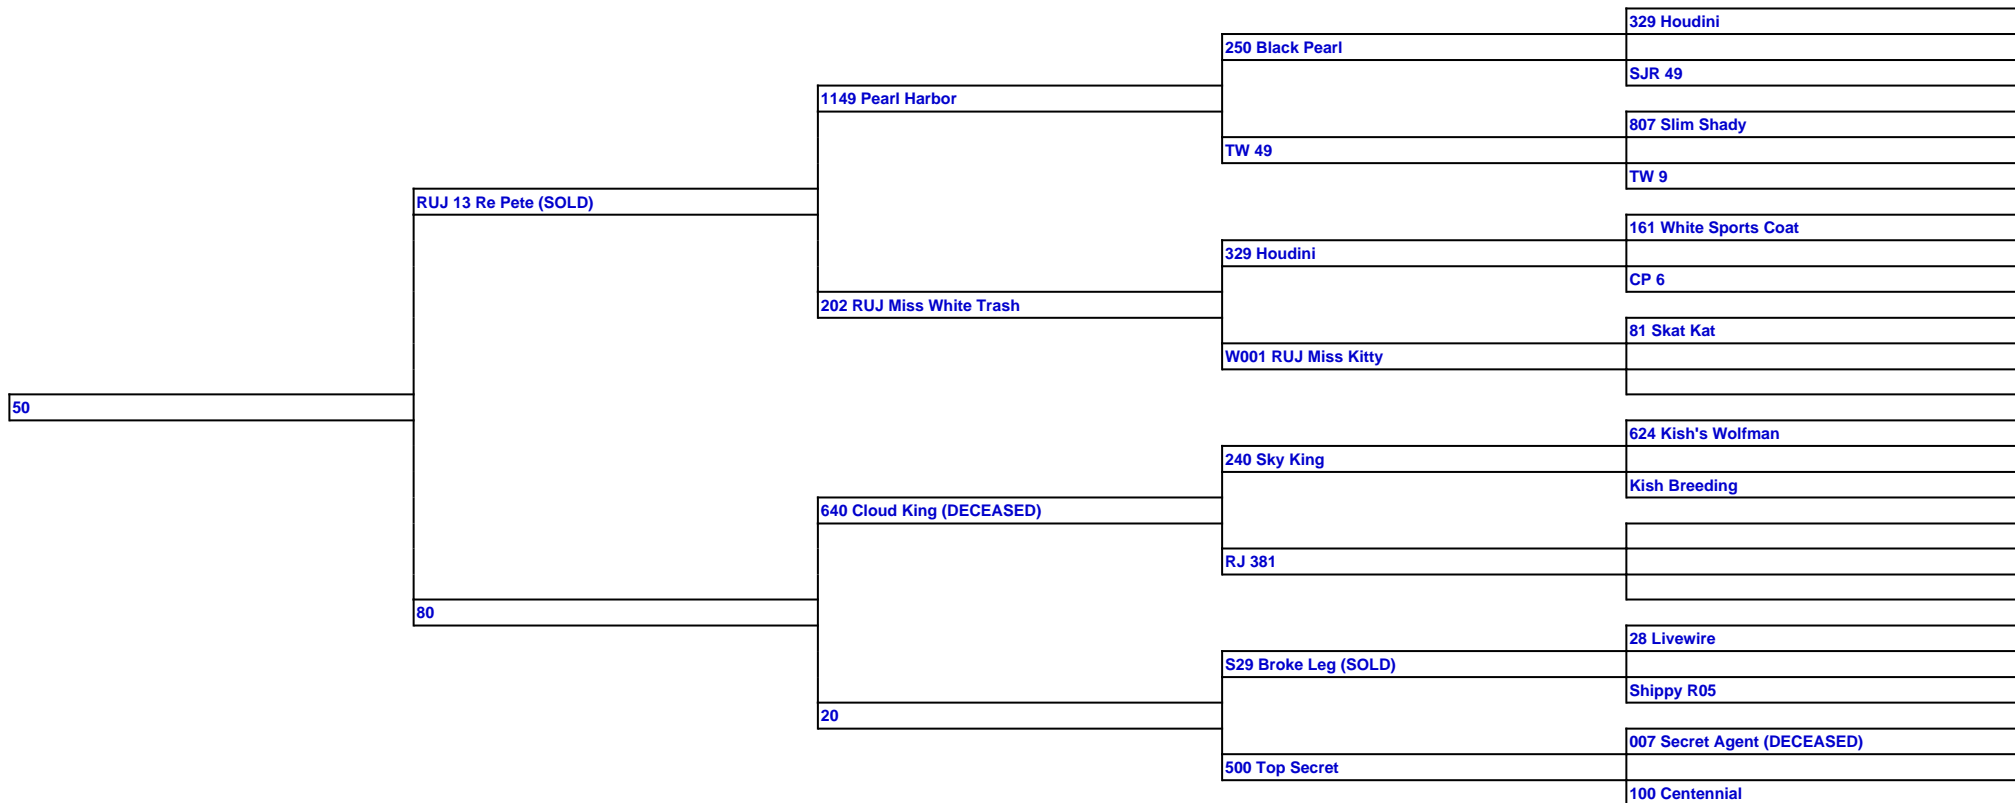 329 Houdini
250 Black Pearl
SJR 49
1149 Pearl Harbor
807 Slim Shady
TW 49
TW 9
RUJ 13 Re Pete (SOLD)
161 White Sports Coat
329 Houdini
CP 6
202 RUJ Miss White Trash
81 Skat Kat
W001 RUJ Miss Kitty
50
624 Kish's Wolfman
240 Sky King
Kish Breeding
640 Cloud King (DECEASED)
RJ 381
80
28 Livewire
S29 Broke Leg (SOLD)
Shippy R05
20
007 Secret Agent (DECEASED)
500 Top Secret
100 Centennial